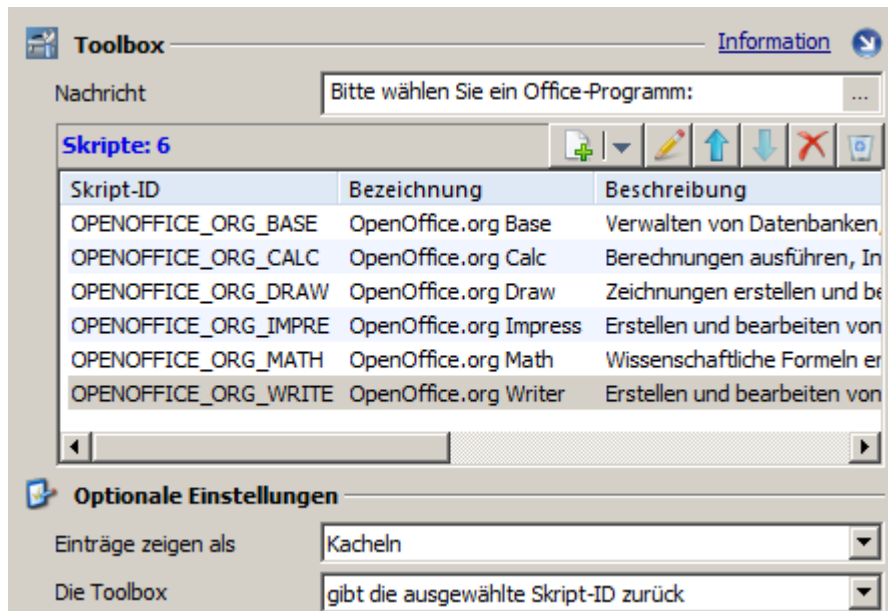 Toolbox Information
Nachricht Bitte wählen Sie ein Office-Programm: ...
Skripte: 6
Skript-ID Bezeichnung Beschreibung
OPENOFFICE_ORG_BASE OpenOffice.org Base Verwalten von Datenbanken,
OPENOFFICE_ORG_CALC OpenOffice.org Calc Berechnungen ausführen, In
OPENOFFICE_ORG_DRAW OpenOffice.org Draw Zeichnungen erstellen und be
OPENOFFICE_ORG_IMPRE OpenOffice.org Impress Erstellen und bearbeiten von
OPENOFFICE_ORG_MATH OpenOffice.org Math Wissenschaftliche Formeln er
OPENOFFICE_ORG_WRITE OpenOffice.org Writer Erstellen und bearbeiten von
Optionale Einstellungen
Einträge zeigen als Kacheln
Die Toolbox gibt die ausgewählte Skript-ID zurück